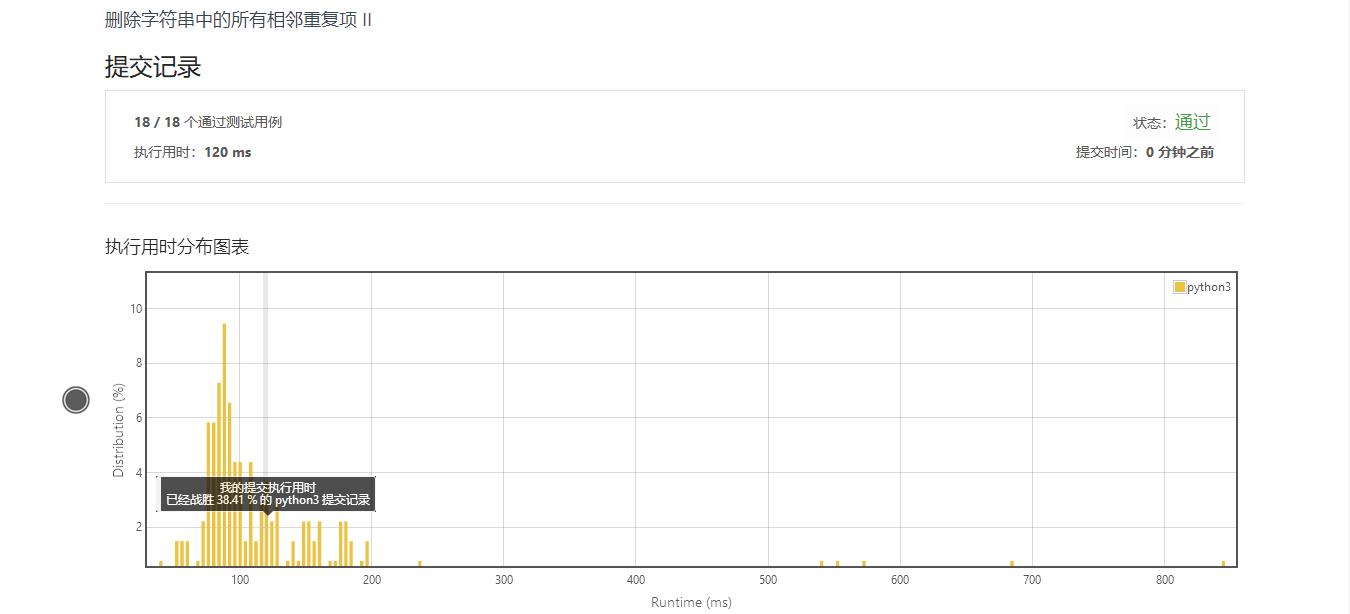 删除字符串中的所有相邻重复项 II
提交记录
18 / 18 个通过测试用例
状态：通过
执行用时：120 ms
提交时间：0 分钟之前
执行用时分布图表
python3
10
8
6
4
2
Distribution (%)
我的提交执行用时
已经战胜 38.41 % 的 python3 提交记录
100 200 300 400 500 600 700 800
Runtime (ms)